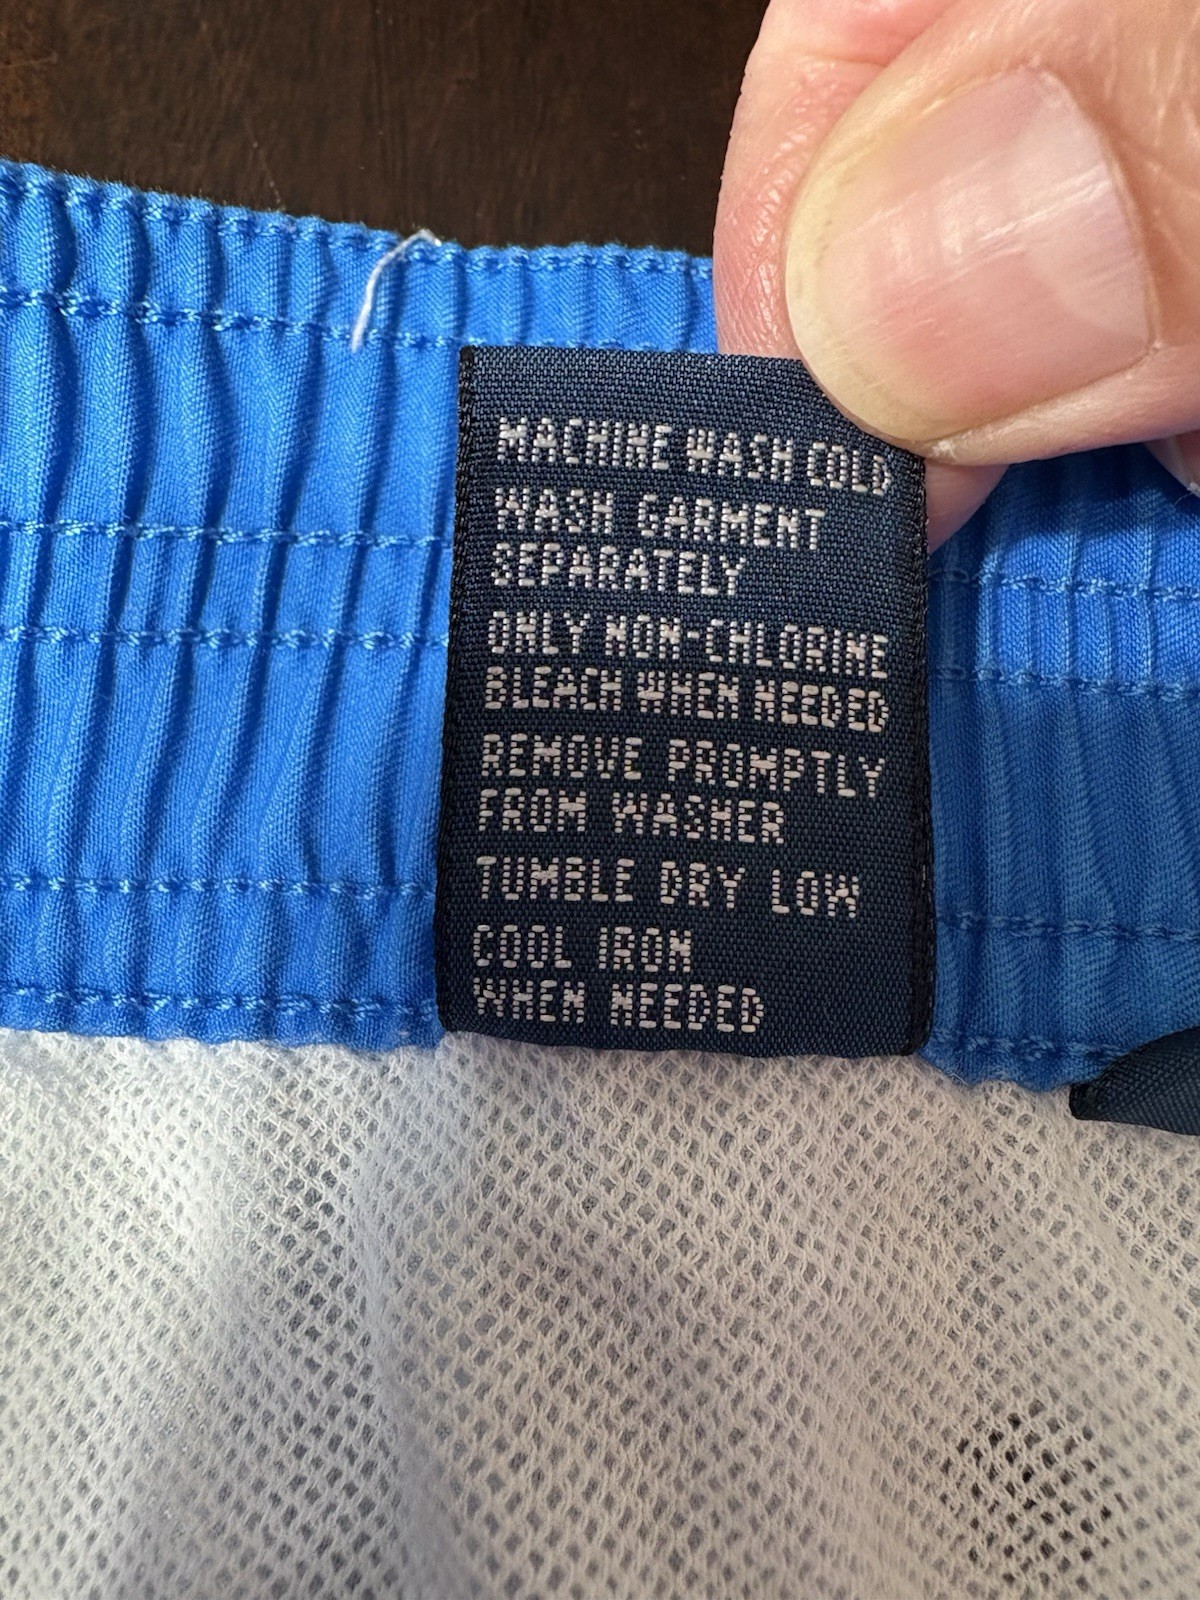 MACHINE WASH COLD
WASH GARMENT
SEPARATELY
ONLY NON-CHLORINE
BLEACH WHEN NEEDED
REMOVE PROMPTLY
FROM WASHER
TUMBLE DRY LOW
COOL IRON
WHEN NEEDED